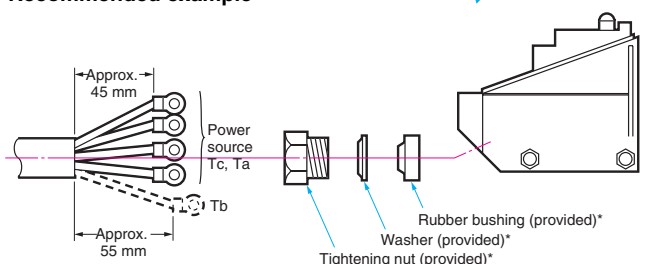 Recommended example
Approx.
45 mm
Power
source
Tc, Ta
Tb
Approx.
55 mm
Rubber bushing (provided)*
Washer (provided)*
Tightening nut (provided)*